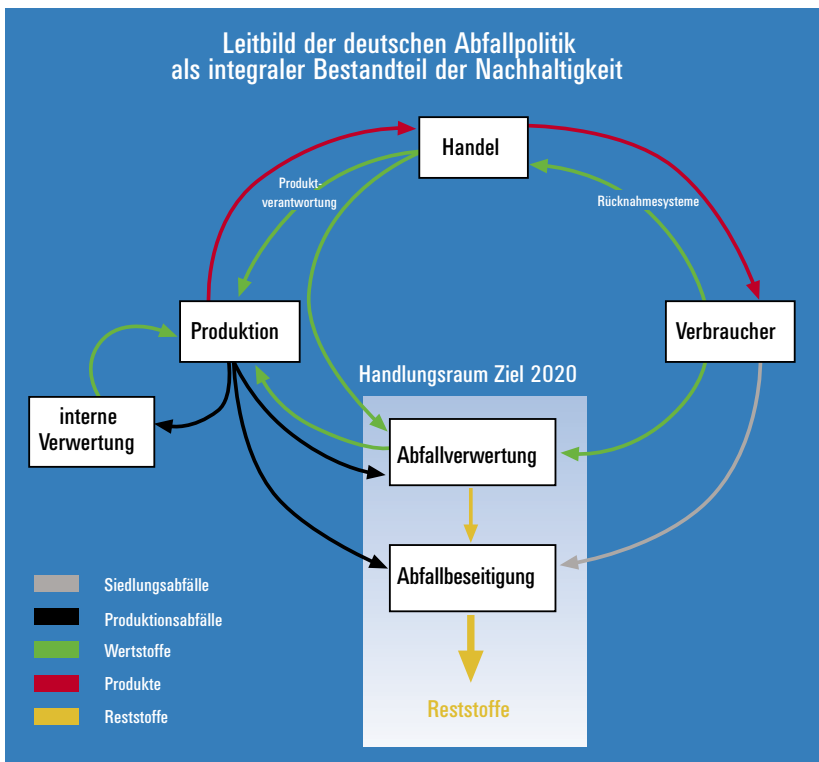 Leitbild der deutschen Abfallpolitik
als integraler Bestandteil der Nachhaltigkeit
Handel
Produkt-
verantwortung
Rücknahmesysteme
Produktion
Verbraucher
Handlungsraum Ziel 2020
interne
Verwertung
Abfallverwertung
Abfallbeseitigung
Siedlungsabfälle
Produktionsabfälle
Wertstoffe
Produkte
Reststoffe
Reststoffe